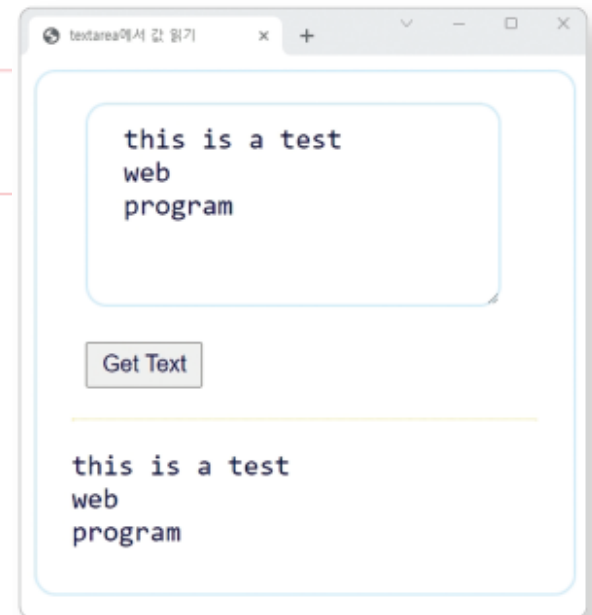 textarea에서 값 읽기
this is a test
web
program
Get Text
this is a test
web
program